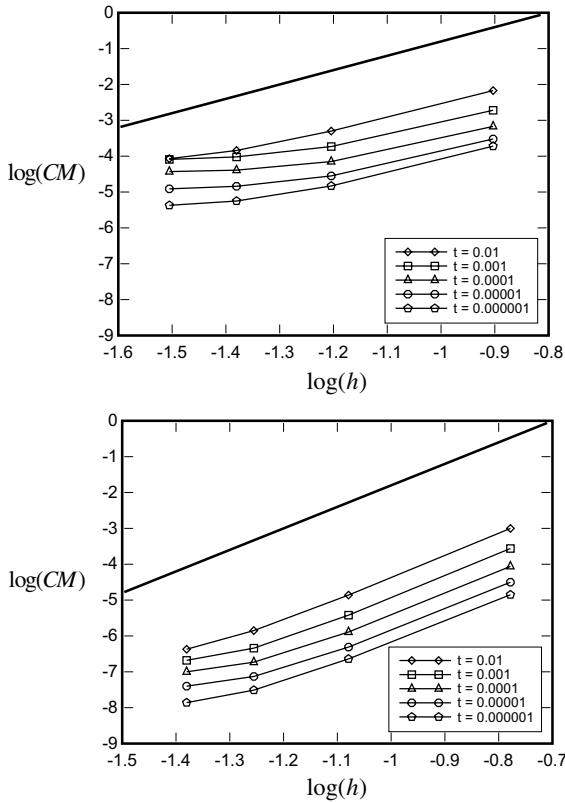 0
-1
-2
-3
log(CM) -4
-5
-6
-7
-8
-9
t = 0.01
t = 0.001
t = 0.0001
t = 0.00001
t = 0.000001
-1.6 -1.5 -1.4 -1.3 -1.2 -1.1 -1 -0.9 -0.8
log(h)
0
-1
-2
-3
-4
log(CM)
-5
-6
-7
-8
-9
t = 0.01
t = 0.001
t = 0.0001
t = 0.00001
t = 0.000001
-1.5 -1.4 -1.3 -1.2 -1.1 -1 -0.9 -0.8 -0.7
log(h)